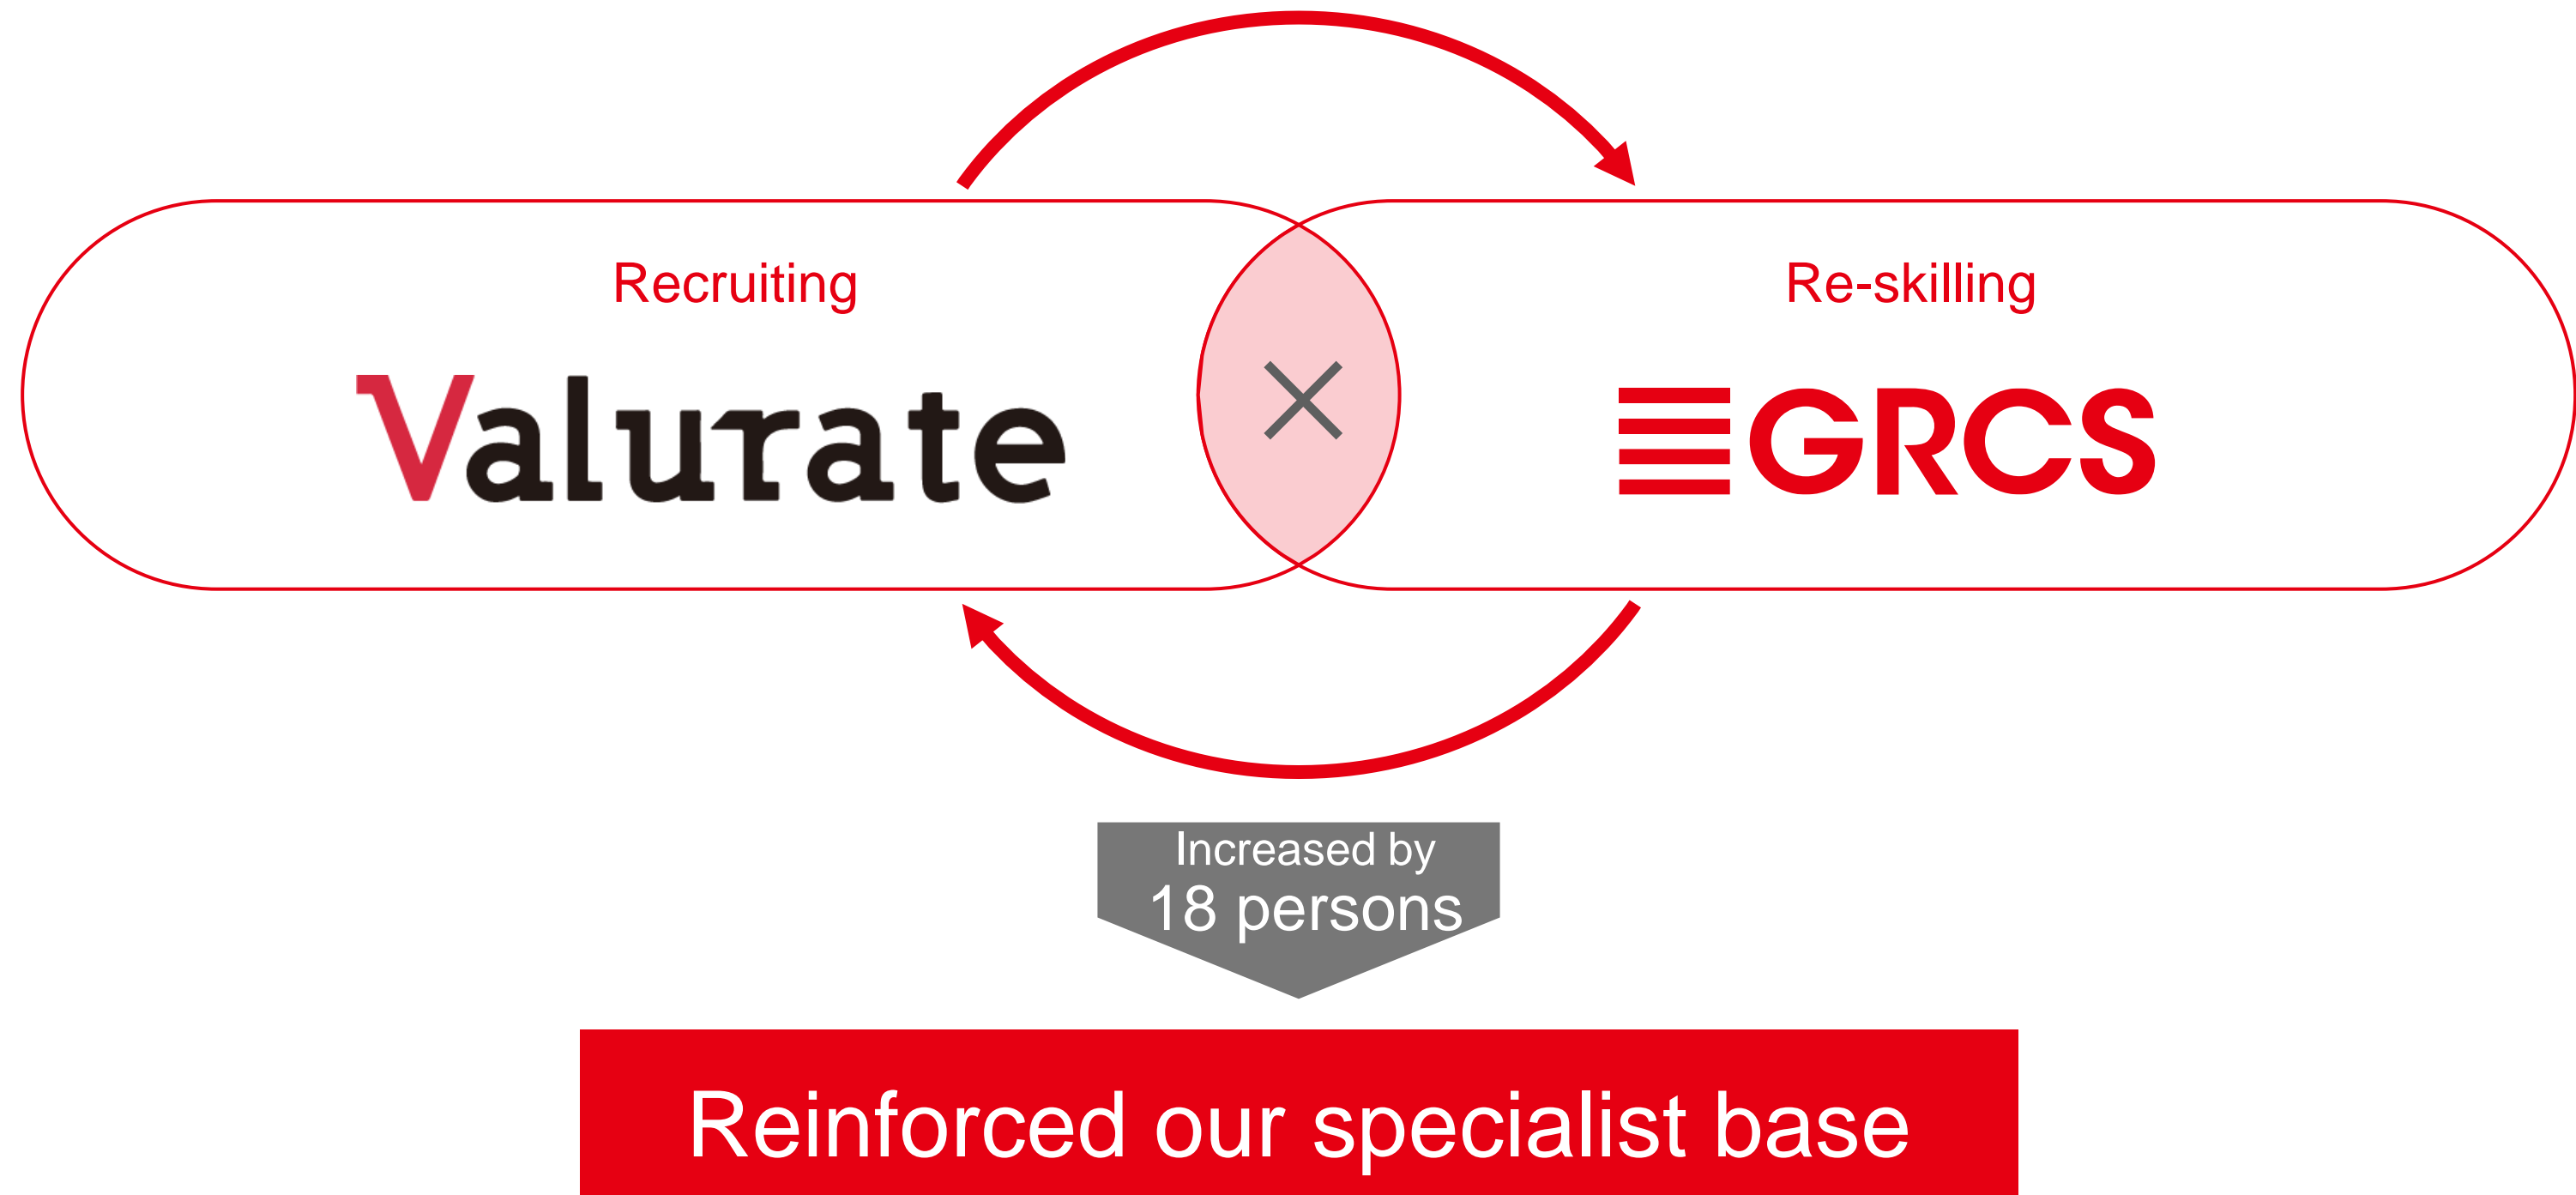 Recruiting
Re-skilling
Valurate
×
GRCS
Increased by
18 persons
Reinforced our specialist base